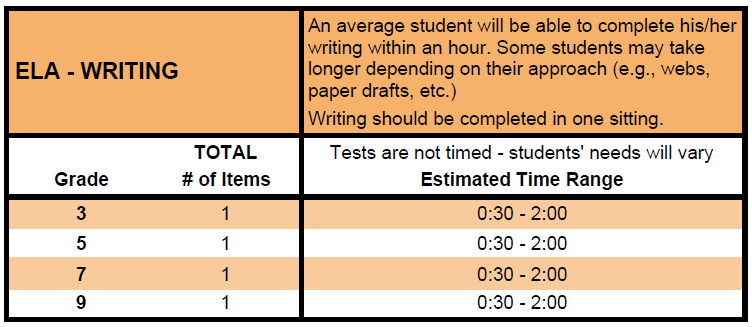 ELA - WRITING
An average student will be able to complete his/her
writing within an hour. Some students may take
longer depending on their approach (e.g., webs,
paper drafts, etc.)
Writing should be completed in one sitting.
Grade
TOTAL
# of Items
Tests are not timed - students' needs will vary
Estimated Time Range
3 1 0:30 - 2:00
5 1 0:30 - 2:00
7 1 0:30 - 2:00
9 1 0:30 - 2:00